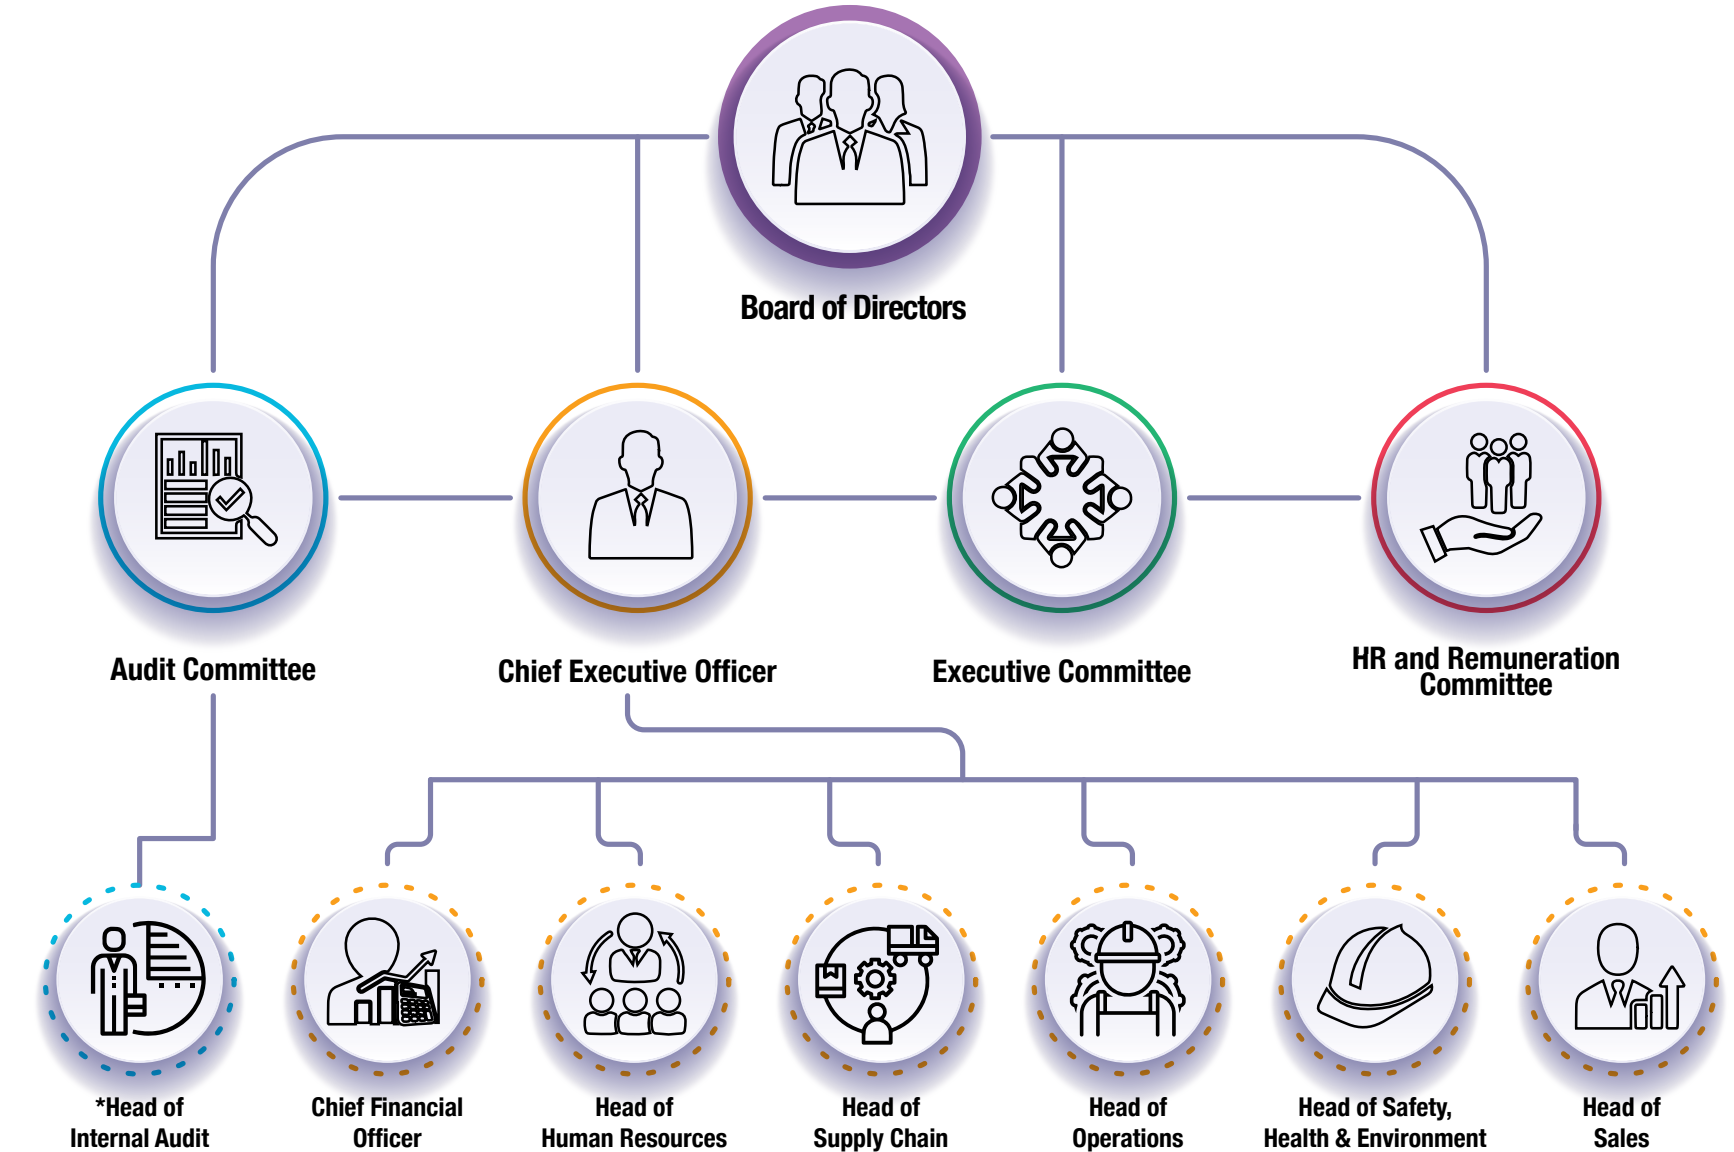 Board of Directors
Audit Committee
Chief Executive Officer
Executive Committee
HR and Remuneration
Committee
*Head of
Internal Audit
Chief Financial
Officer
Head of
Human Resources
Head of
Supply Chain
Head of
Operations
Head of Safety,
Health & Environment
Head of
Sales